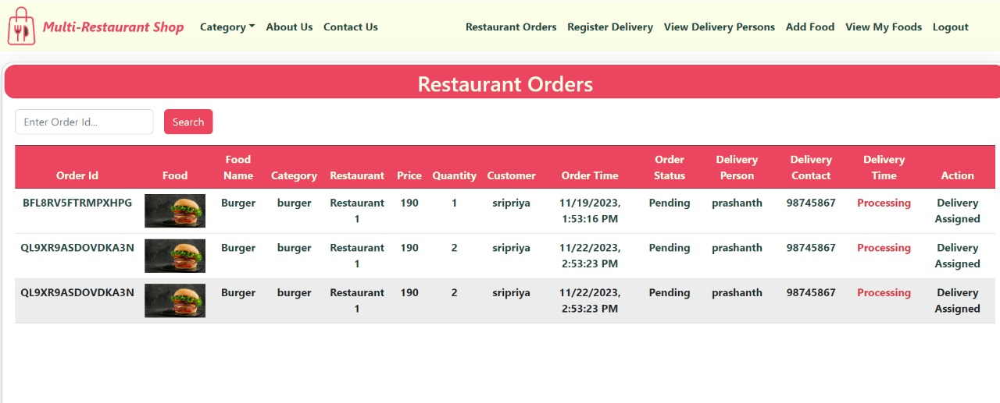 Multi-Restaurant Shop Category About Us Contact Us Restaurant Orders Register Delivery View Delivery Persons Add Food View My Foods Logout
Restaurant Orders
Enter Order Id... Search
Order Id Food Food Name Category Restaurant Price Quantity Customer Order Time Order Status Delivery Person Delivery Contact Delivery Time Action
BFL8RV5FTRMPXHPG Burger burger Restaurant 1 190 1 sripriya 11/19/2023, 1:53:16 PM Pending prashanth 98745867 Processing Delivery Assigned
QL9XR9ASDOVDKA3N Burger burger Restaurant 1 190 2 sripriya 11/22/2023, 2:53:23 PM Pending prashanth 98745867 Processing Delivery Assigned
QL9XR9ASDOVDKA3N Burger burger Restaurant 1 190 2 sripriya 11/22/2023, 2:53:23 PM Pending prashanth 98745867 Processing Delivery Assigned